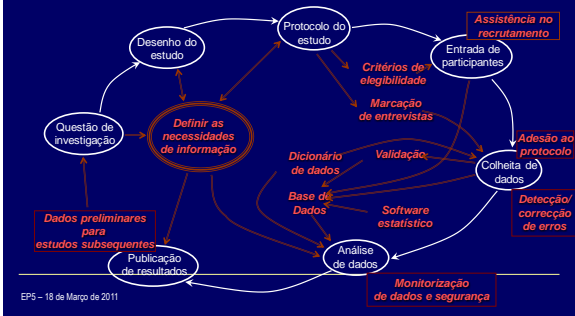 Protocolo do
estudo
Assistência no
recrutamento
Desenho do
estudo
Entrada de
participantes
Critérios de
elegibilidade
Marcação
de entrevistas
Questão de
investigação
Definir as
necessidades
de informação
Adesão ao
protocolo
Dicionário
de dados
Validação
Colheita de
dados
Base de
Dados
Software
estatístico
Detecção/
correcção
de erros
Dados preliminares
para
estudos subsequentes
Publicação
de resultados
Análise
de dados
Monitorização
de dados e segurança
EP5 – 18 de Março de 2011